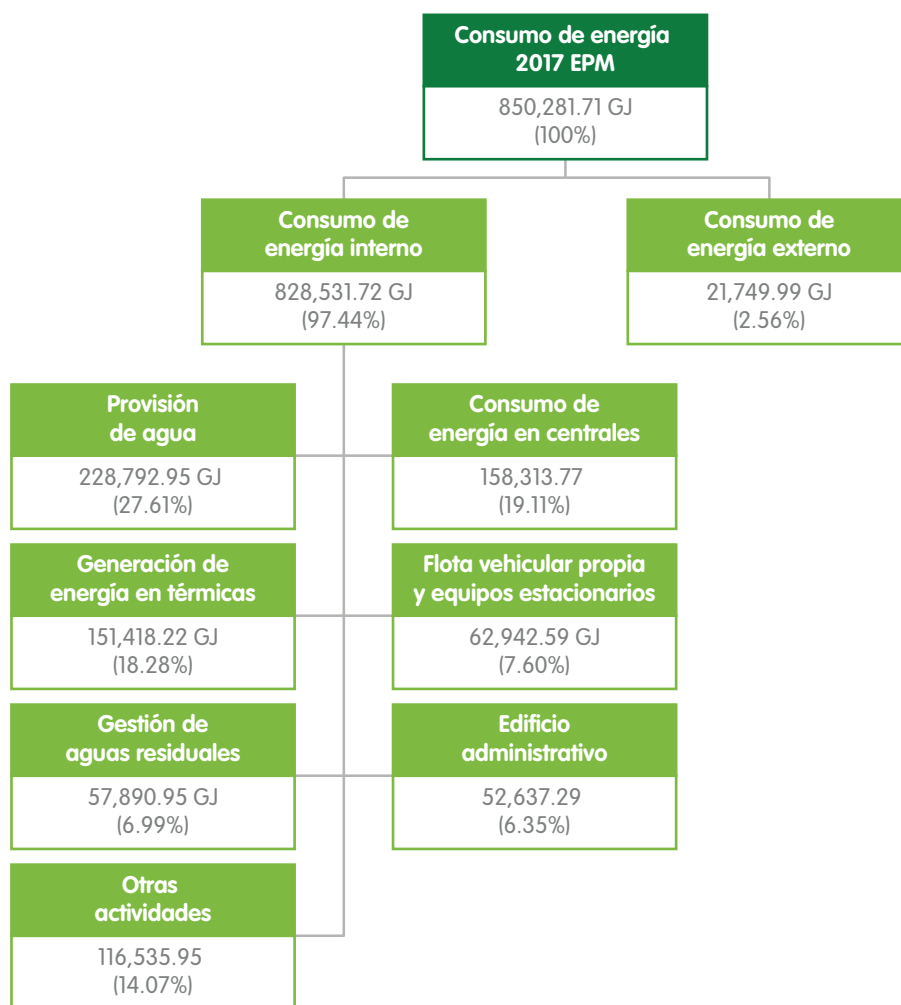 Consumo de energía
2017 EPM
850,281.71 GJ
(100%)
Consumo de
energía interno
828,531.72 GJ
(97.44%)
Consumo de
energía externo
21,749.99 GJ
(2.56%)
Provisión
de agua
228,792.95 GJ
(27.61%)
Consumo de
energía en centrales
158,313.77
(19.11%)
Generación de
energía en térmicas
151,418.22 GJ
(18.28%)
Flota vehicular propia
y equipos estacionarios
62,942.59 GJ
(7.60%)
Gestión de
aguas residuales
57,890.95 GJ
(6.99%)
Edificio
administrativo
52,637.29
(6.35%)
Otras
actividades
116,535.95
(14.07%)